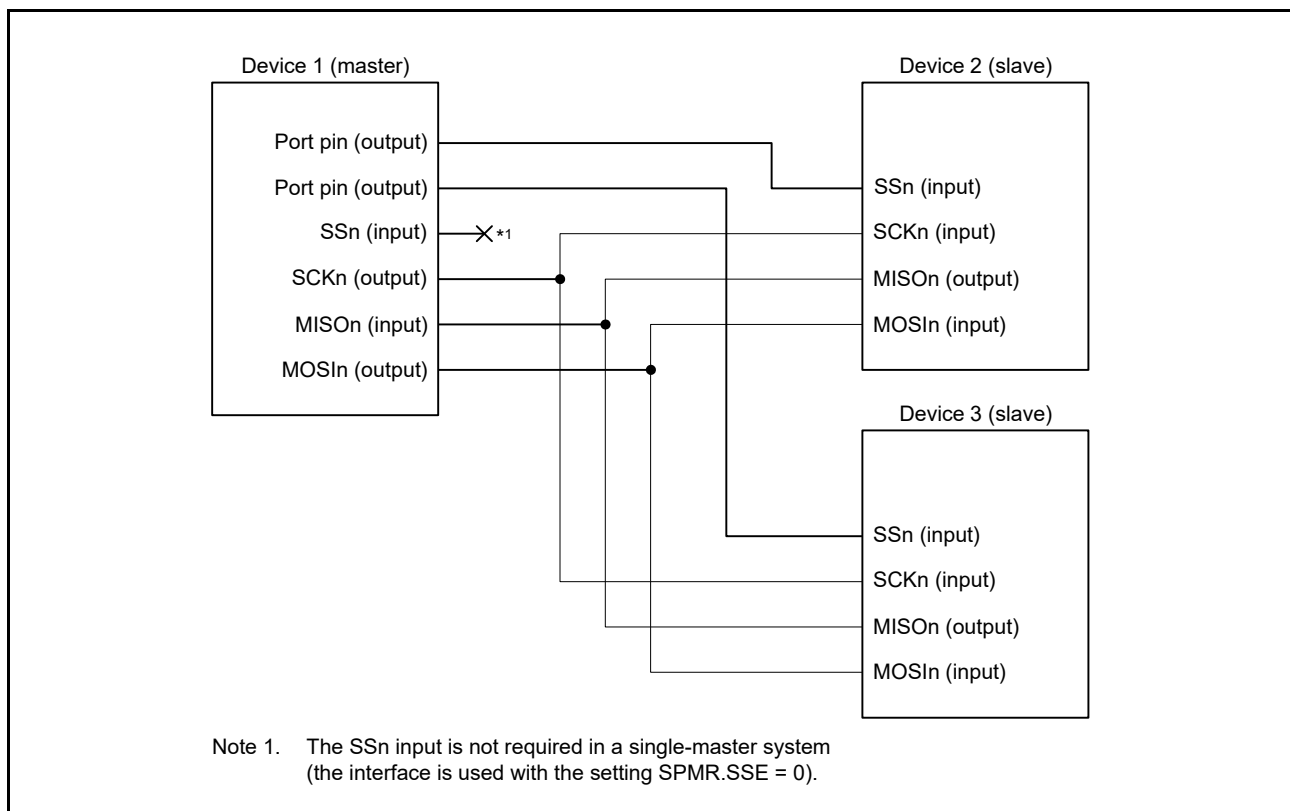 Device 1 (master)
Port pin (output)
Port pin (output)
SSn (input)
*1
SCKn (output)
MISOn (input)
MOSIn (output)
Device 2 (slave)
SSn (input)
SCKn (input)
MISOn (output)
MOSIn (input)
Device 3 (slave)
SSn (input)
SCKn (input)
MISOn (output)
MOSIn (input)
Note 1. The SSn input is not required in a single-master system
(the interface is used with the setting SPMR.SSE = 0).